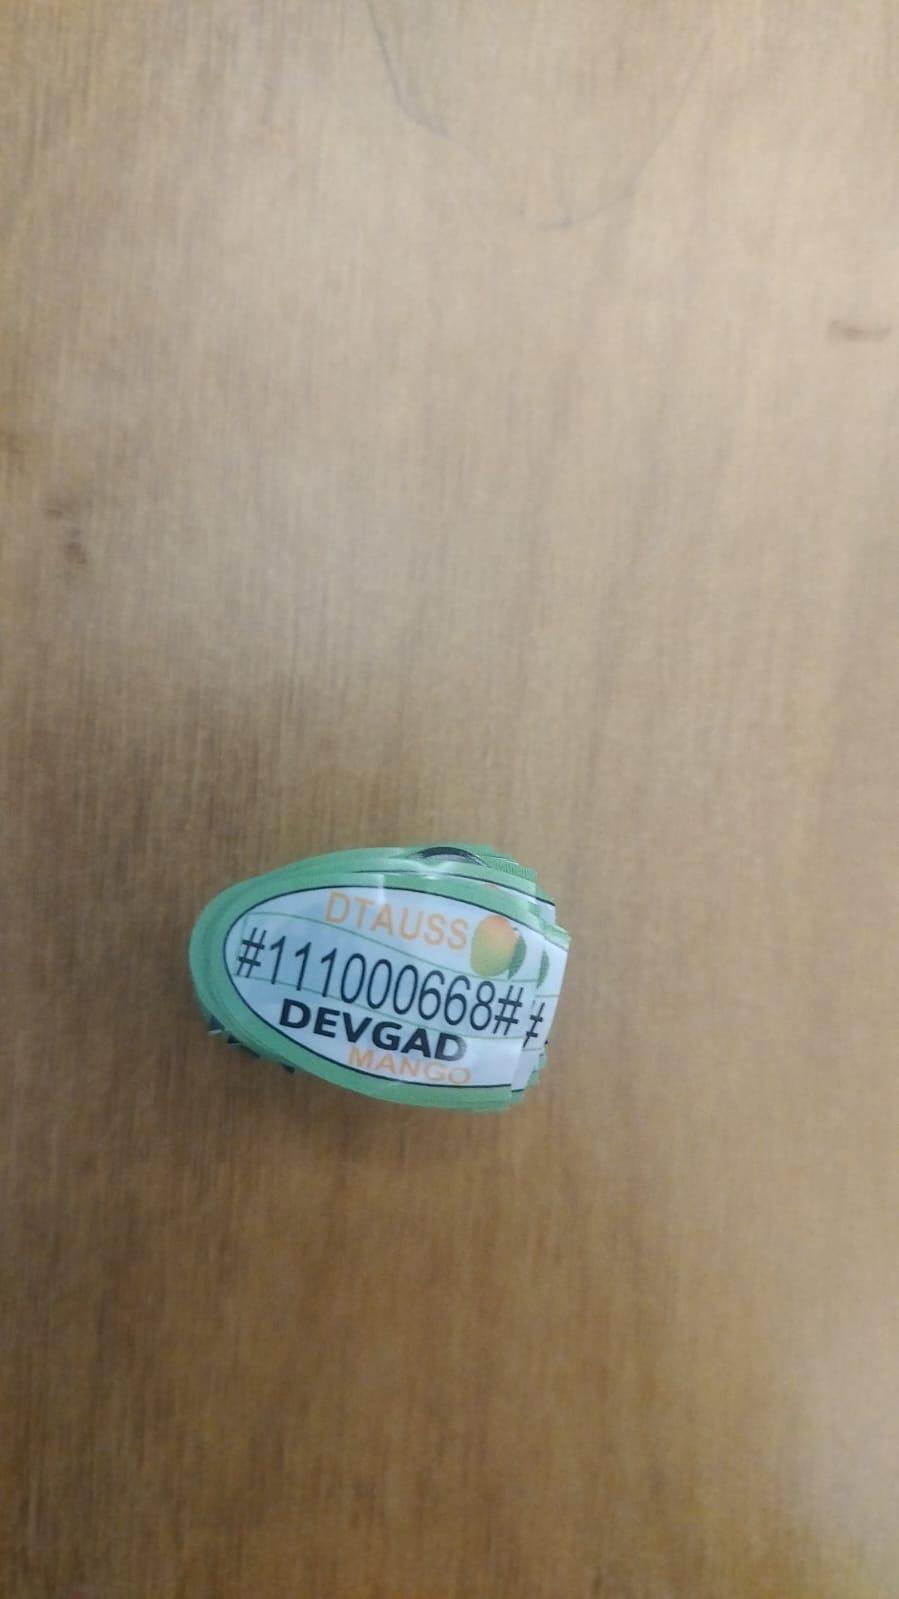 DTAUSS
#111000668#
DEVGAD
MANGO
#